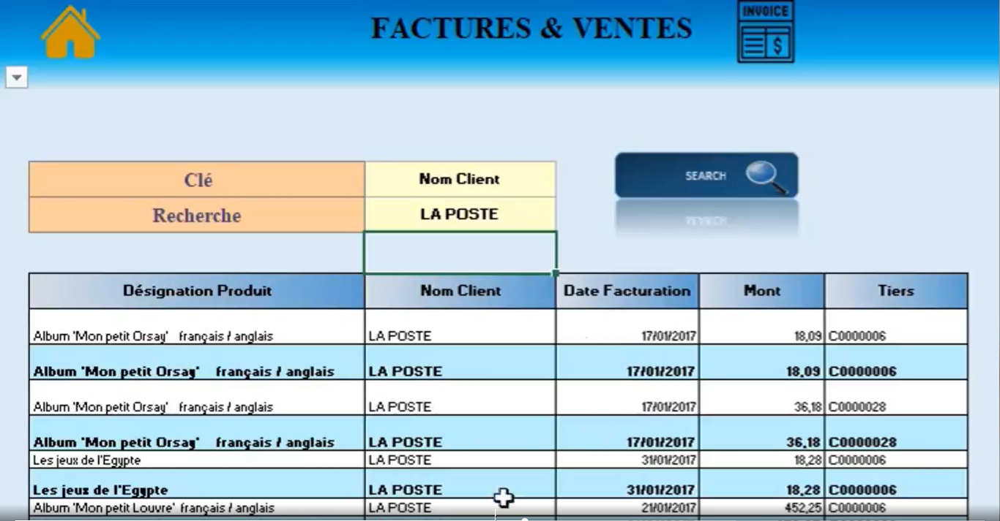 FACTURES & VENTES
INVOICE
$
Clé Nom Client
SEARCH
Recherche LA POSTE
Désignation Produit Nom Client Date Facturation Mont Tiers
Album 'Mon petit Orsay' français / anglais LA POSTE 17/01/2017 18,09 C0000006
Album 'Mon petit Orsay' français / anglais LA POSTE 17/01/2017 18,09 C0000006
Album 'Mon petit Orsay' français / anglais LA POSTE 17/01/2017 36,18 C0000028
Album 'Mon petit Orsay' français / anglais LA POSTE 17/01/2017 36,18 C0000028
Les jeux de l'Egypte LA POSTE 31/01/2017 18,28 C0000006
Les jeux de l'Egypte LA POSTE 31/01/2017 18,28 C0000006
Album 'Mon petit Louvre' français / anglais LA POSTE 21/01/2017 452,25 C0000006